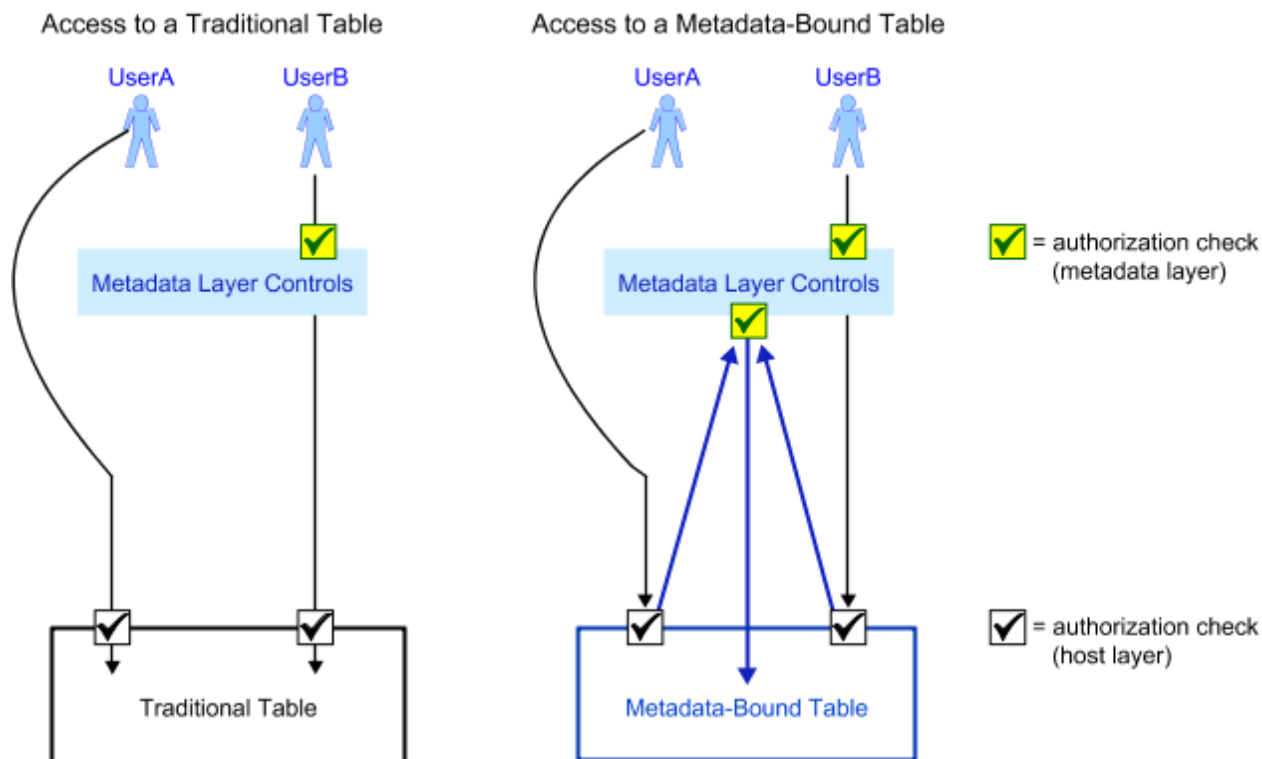 Access to a Traditional Table
UserA
UserB
Metadata Layer Controls
Traditional Table
Access to a Metadata-Bound Table
UserA
UserB
Metadata Layer Controls
Metadata-Bound Table
= authorization check
(metadata layer)
= authorization check
(host layer)